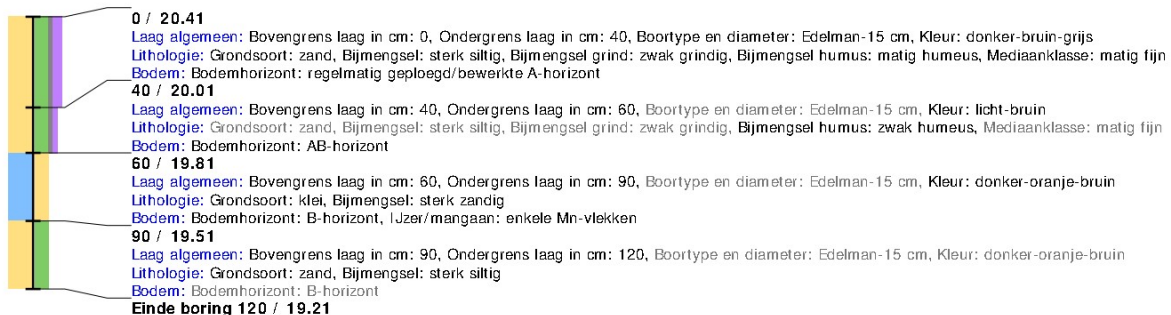 0 / 20.41
Laag algemeen: Bovengrens laag in cm: 0, Ondergrens laag in cm: 40, Boortype en diameter: Edelman-15 cm, Kleur: donker-bruin-grijs
Lithologie: Grondsoort: zand, Bijmengsel: sterk siltig, Bijmengsel grind: zwak grindig, Bijmengsel humus: matig humeus, Mediaanklasse: matig fijn
Bodem: Bodemhorizont: regelmatig geploegd/bewerkte A-horizont
40 / 20.01
Laag algemeen: Bovengrens laag in cm: 40, Ondergrens laag in cm: 60, Boortype en diameter: Edelman-15 cm, Kleur: licht-bruin
Lithologie: Grondsoort: zand, Bijmengsel: sterk siltig, Bijmengsel grind: zwak grindig, Bijmengsel humus: zwak humeus, Mediaanklasse: matig fijn
Bodem: Bodemhorizont: AB-horizont
60 / 19.81
Laag algemeen: Bovengrens laag in cm: 60, Ondergrens laag in cm: 90, Boortype en diameter: Edelman-15 cm, Kleur: donker-oranje-bruin
Lithologie: Grondsoort: klei, Bijmengsel: sterk zandig
Bodem: Bodemhorizont: B-horizont, IJzer/mangaan: enkele Mn-vlekken
90 / 19.51
Laag algemeen: Bovengrens laag in cm: 90, Ondergrens laag in cm: 120, Boortype en diameter: Edelman-15 cm, Kleur: donker-oranje-bruin
Lithologie: Grondsoort: zand, Bijmengsel: sterk siltig
Bodem: Bodemhorizont: B-horizont
Einde boring 120 / 19.21